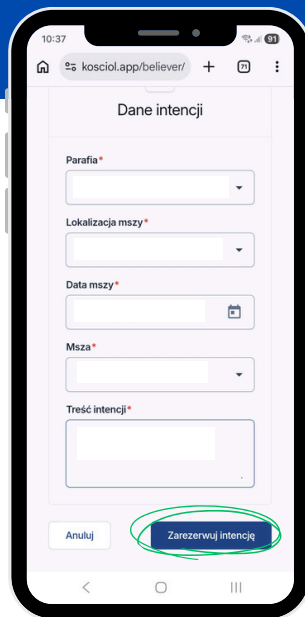 10:37
91
kosciol.app/believer/
71
Dane intencji
Parafia*
Lokalizacja mszy*
Data mszy*
Msza*
Treść intencji*
Anuluj
Zarezerwuj intencję